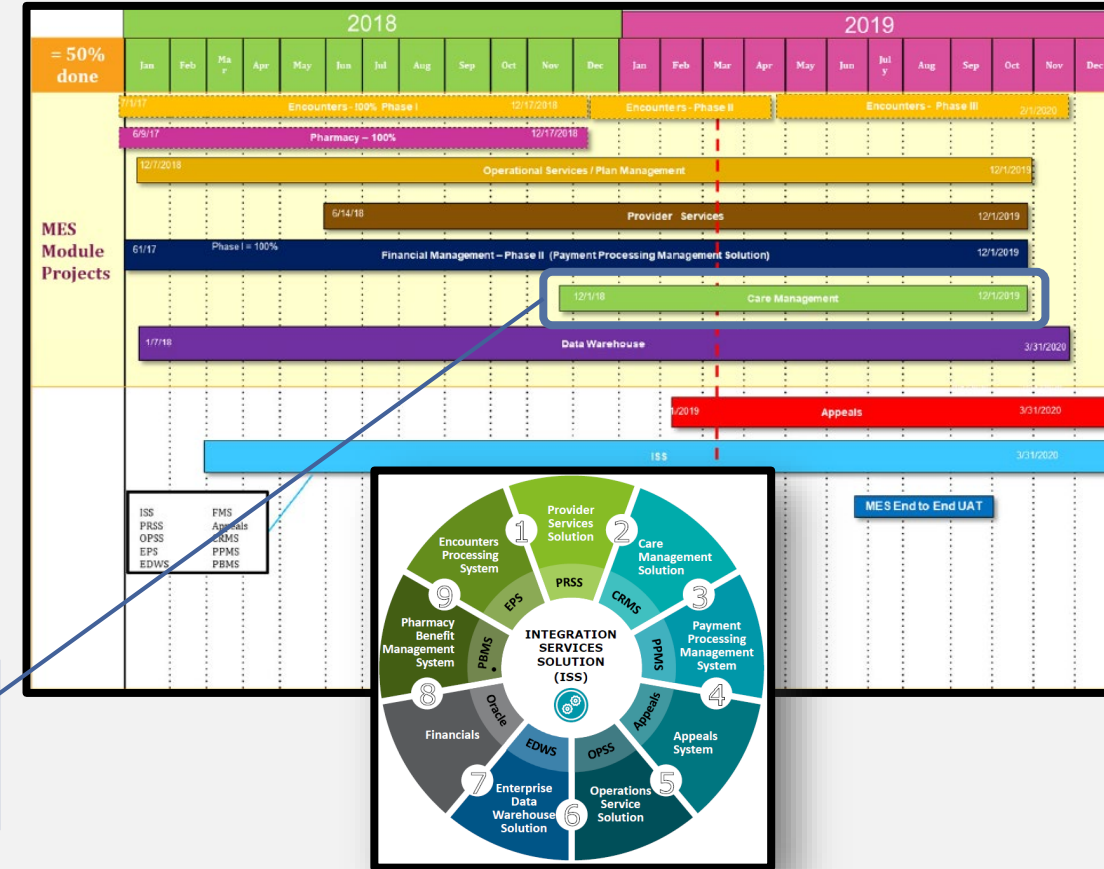 2018
2019
= 50%
done
Jan
Feb
Ma
r
Apr
May
Jun
Jul
Aug
Sep
Oct
Nov
Dec
Jan
Feb
Mar
Apr
May
Jun
Jul
y
Aug
Sep
Oct
Nov
Dec
7/1/17
Encounters - 100% Phase I
12/17/2018
Encounters - Phase II
Encounters - Phase III
2/1/2020
6/9/17
Pharmacy – 100%
12/17/2018
12/7/2018
Operational Services / Plan Management
12/1/2019
MES
Module
Projects
6/14/18
Provider Services
12/1/2019
61/17
Phase I = 100%
Financial Management – Phase II (Payment Processing Management Solution)
12/1/2019
12/1/18
Care Management
12/1/2019
1/7/18
Data Warehouse
3/31/2020
1/2019
Appeals
3/31/2020
ISS
3/31/2020
MES End to End UAT
ISS FMS
PRSS Appeals
OPSS CRMS
EPS PPMS
EDWS PBMS
1
Provider
Services
Solution
PRSS
2
Care
Management
Solution
CRMS
3
Payment
Processing
Management
System
PPMS
4
Appeals
System
Appeals
5
Operations
Service
Solution
OPSS
6
Enterprise
Data
Warehouse
Solution
EDWS
7
Financials
Oracle
8
Pharmacy
Benefit
Management
System
PBMS
9
Encounters
Processing
System
EPS
INTEGRATION
SERVICES
SOLUTION
(ISS)